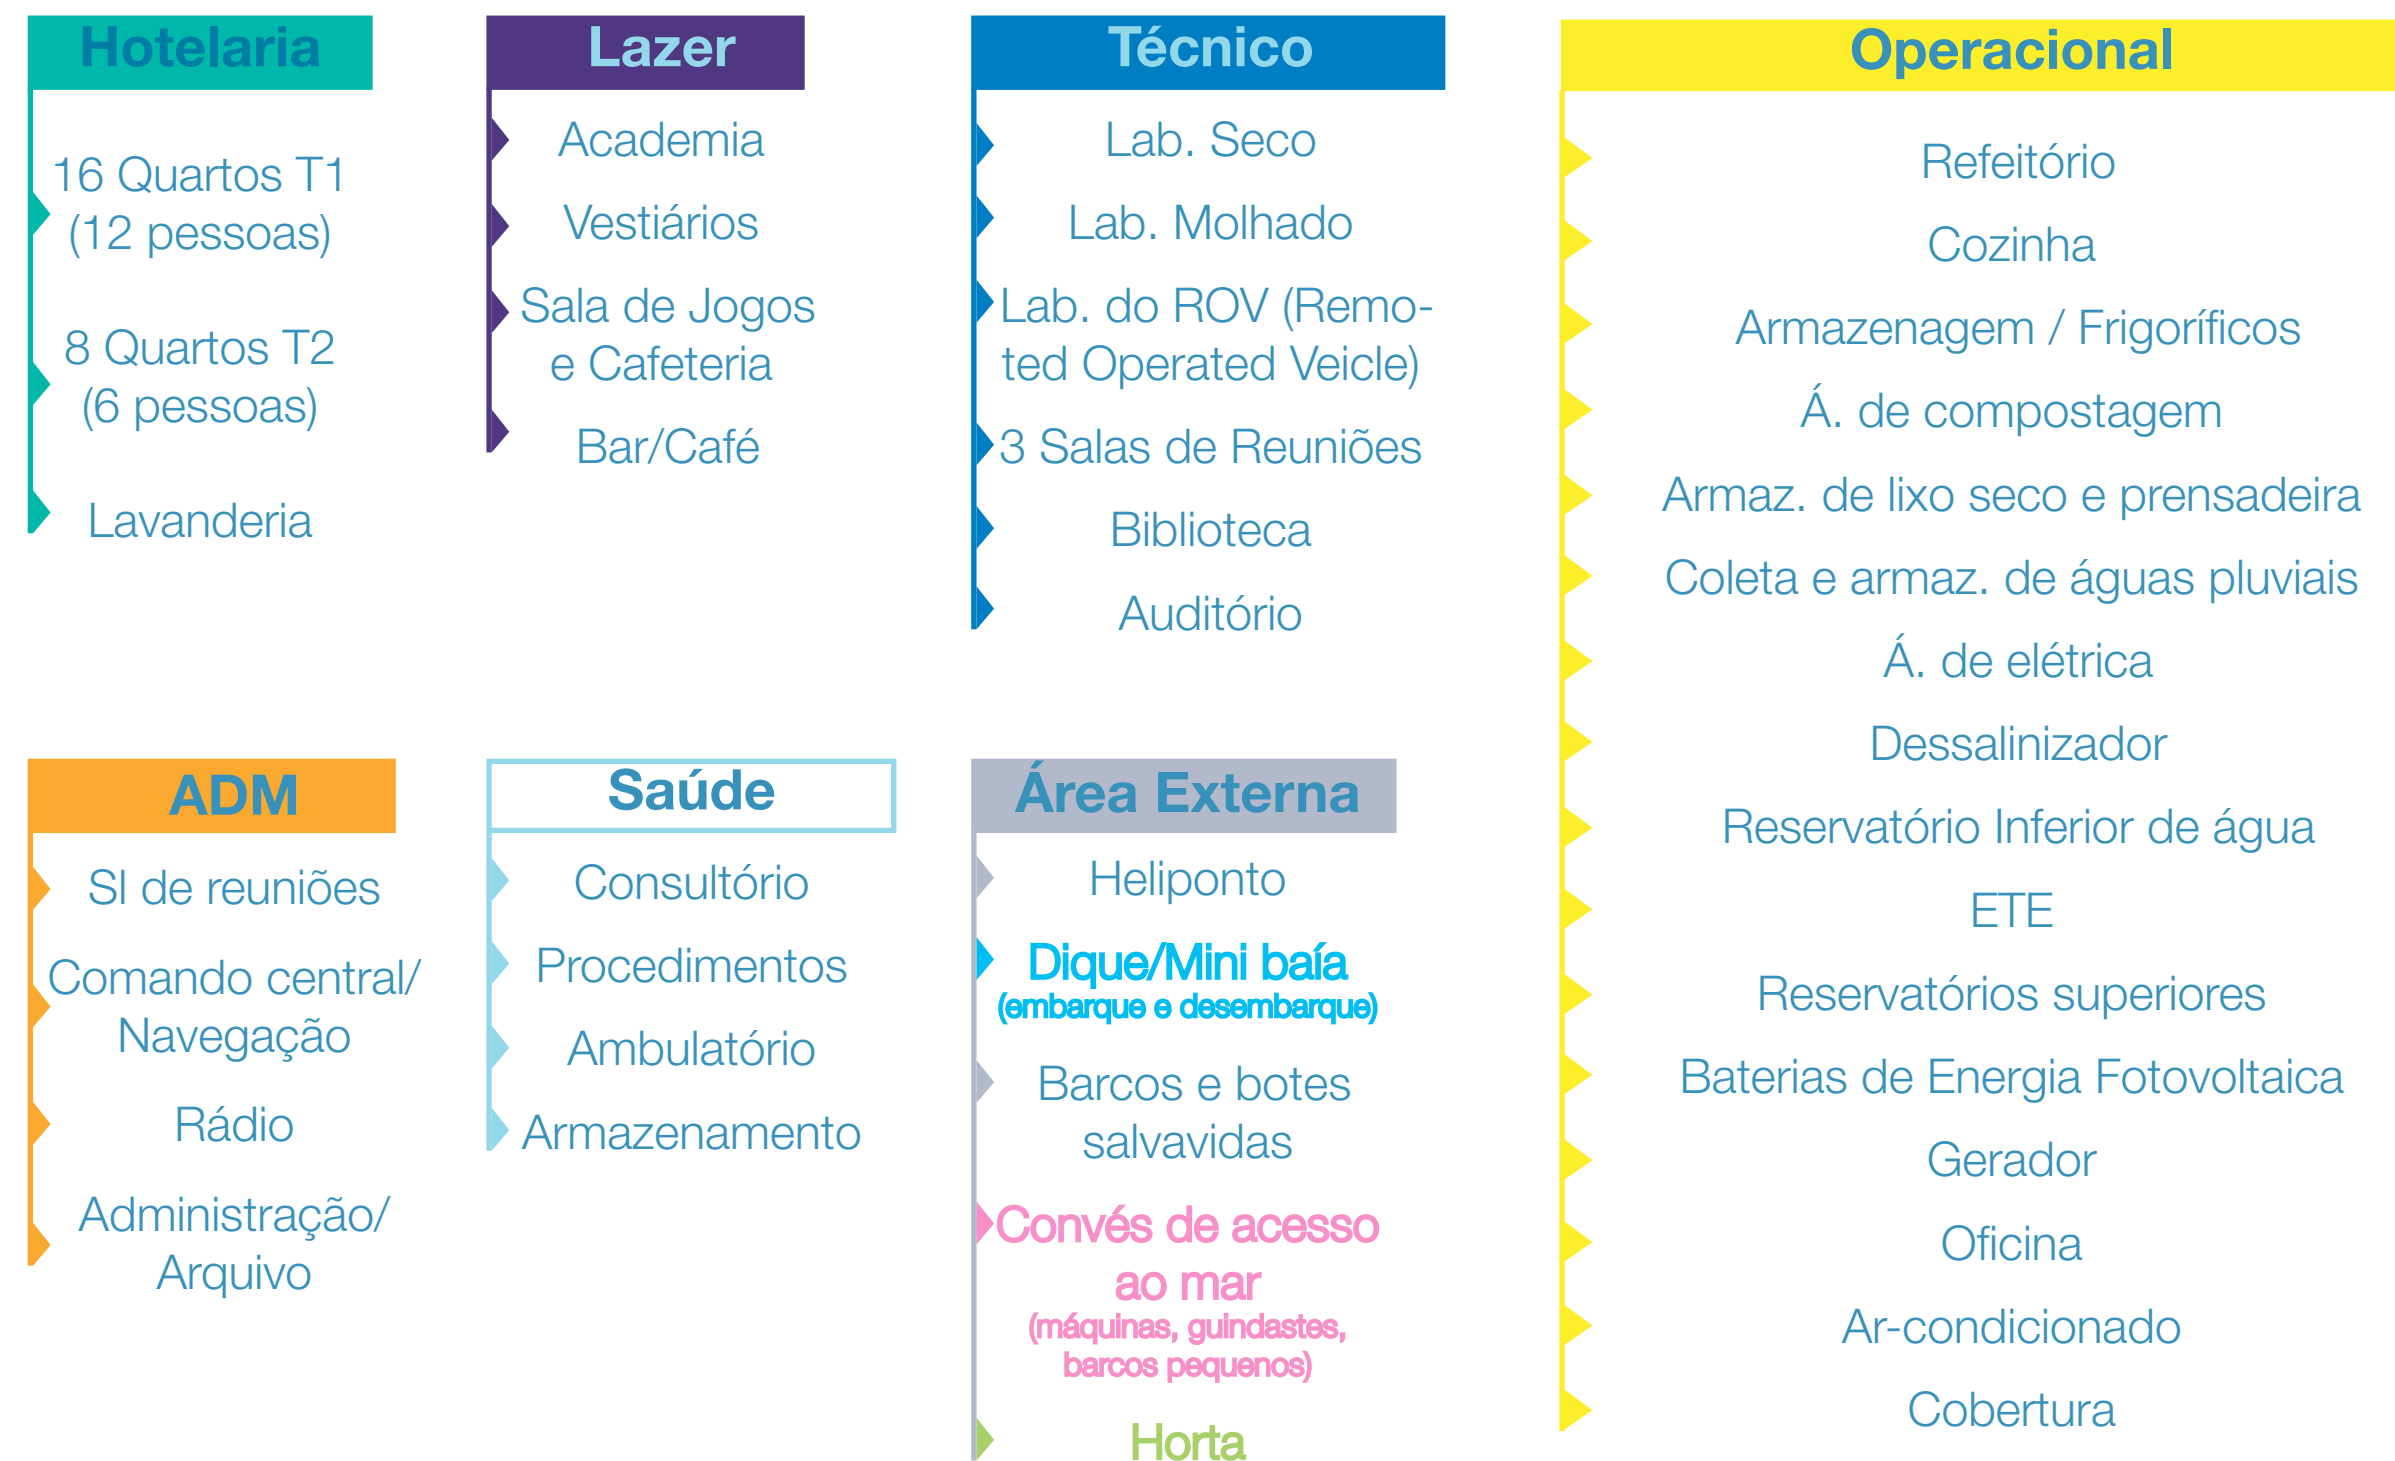 Hotelaria
16 Quartos T1
(12 pessoas)
8 Quartos T2
(6 pessoas)
Lavanderia
Lazer
Academia
Vestiários
Sala de Jogos
e Cafeteria
Bar/Café
Técnico
Lab. Seco
Lab. Molhado
Lab. do ROV (Remo-
ted Operated Veicle)
3 Salas de Reuniões
Biblioteca
Auditório
Operacional
Refeitório
Cozinha
Armazenagem / Frigoríficos
Á. de compostagem
Armaz. de lixo seco e prensadeira
Coleta e armaz. de águas pluviais
Á. de elétrica
Dessalinizador
Reservatório Inferior de água
ETE
Reservatórios superiores
Baterias de Energia Fotovoltaica
Gerador
Oficina
Ar-condicionado
Cobertura
ADM
Sl de reuniões
Comando central/
Navegação
Rádio
Administração/
Arquivo
Saúde
Consultório
Procedimentos
Ambulatório
Armazenamento
Área Externa
Heliponto
Dique/Mini baía
(embarque e desembarque)
Barcos e botes
salvavidas
Convés de acesso
ao mar
(máquinas, guindastes,
barcos pequenos)
Horta